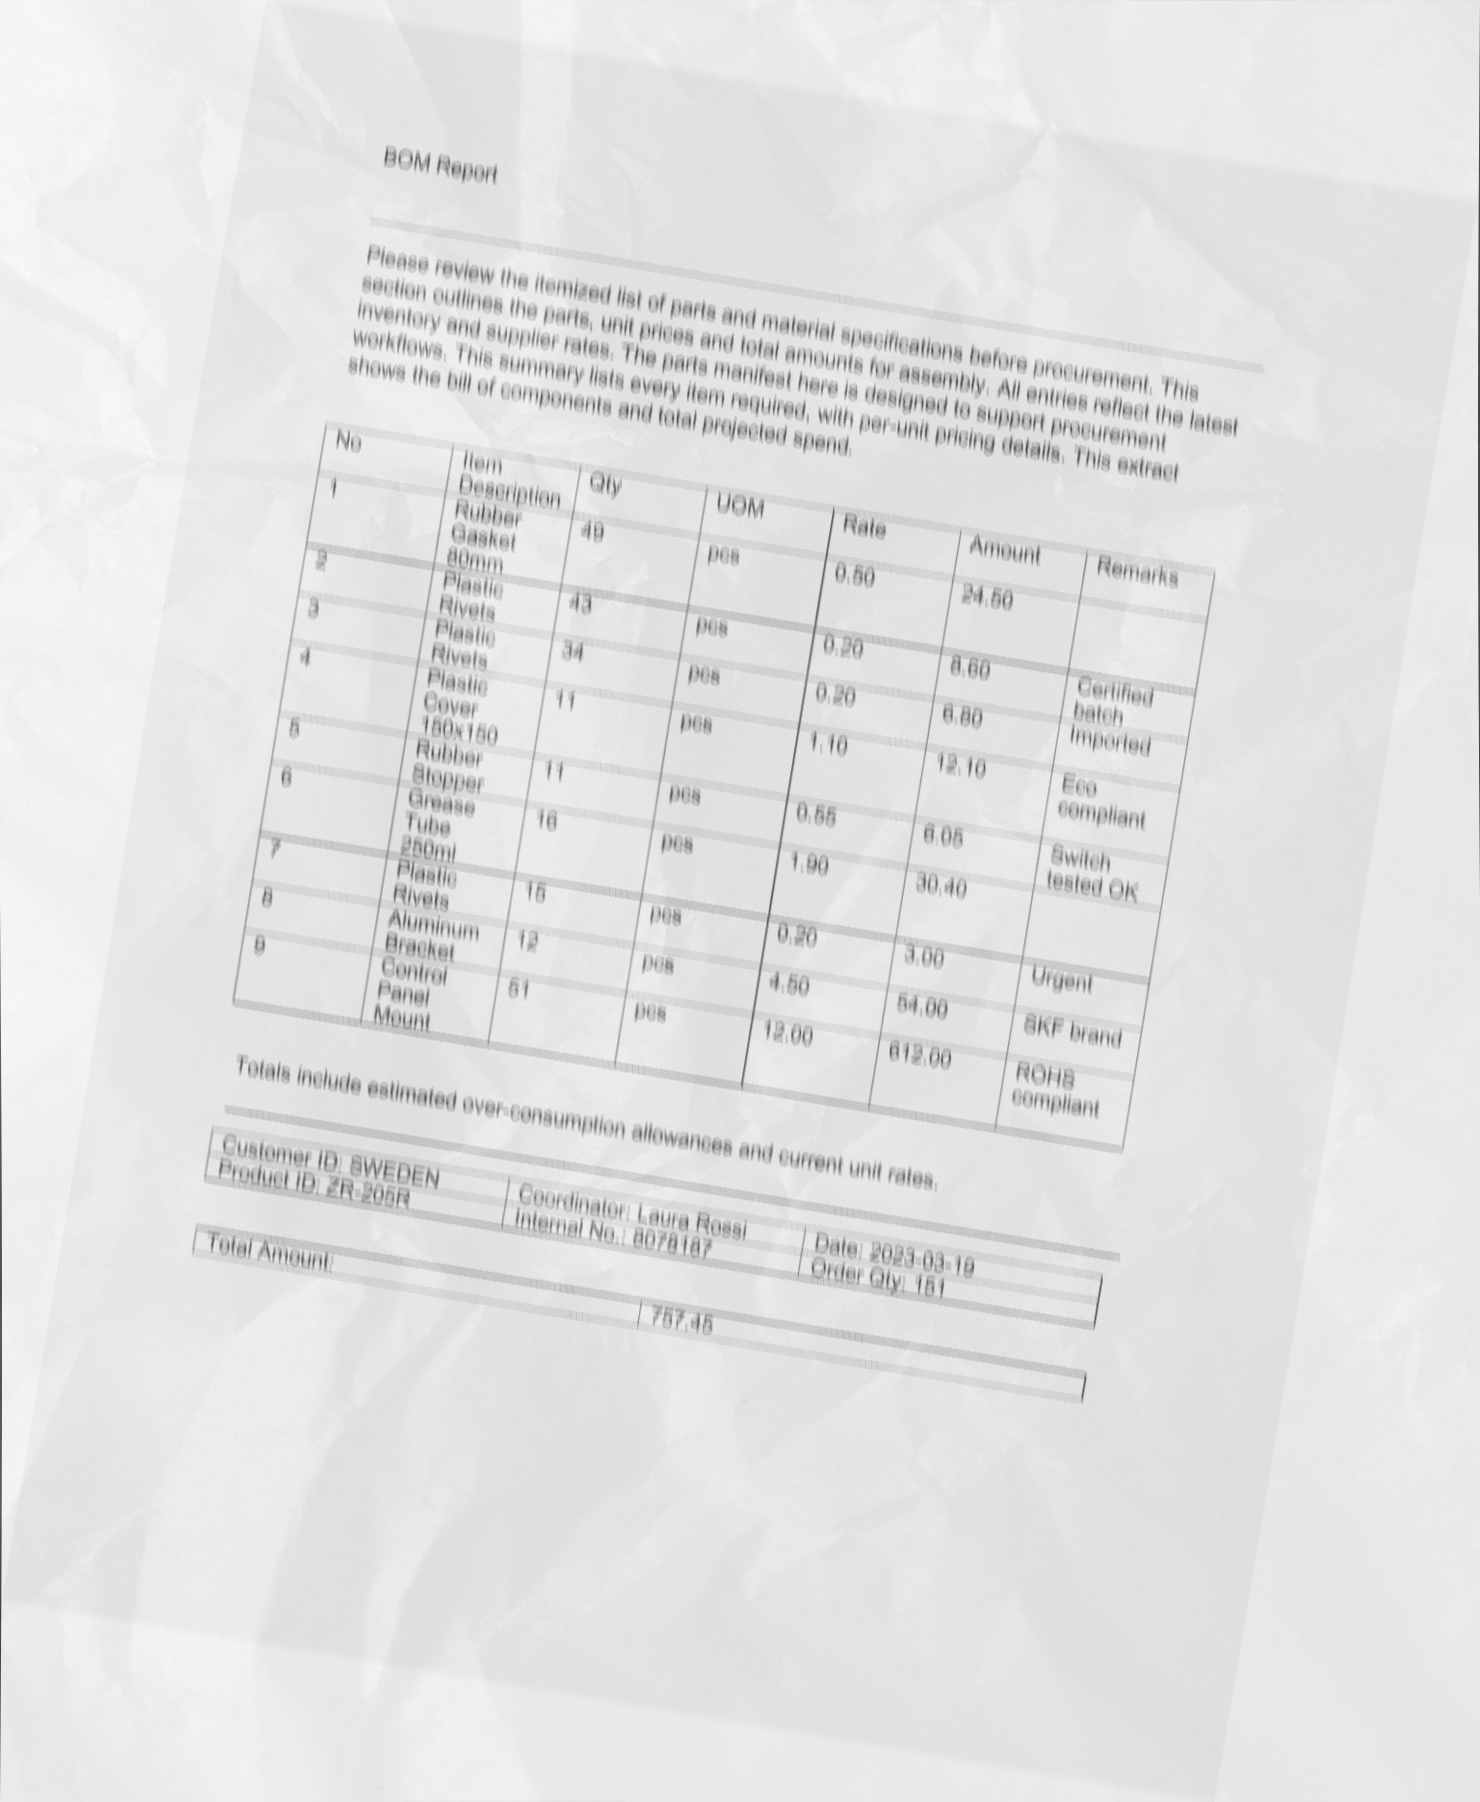 BOM Report
Please review the itemized list of parts and material specifications before procurement. This
section outlines the parts, unit prices and total amounts for assembly. All entries reflect the latest
inventory and supplier rates. The parts manifest here is designed to support procurement
workflows. This summary lists every item required, with per-unit pricing details. This extract
shows the bill of components and total projected spend.
No Item Description Qty UOM Rate Amount Remarks
1 Rubber Gasket 80mm 49 pcs 0.50 24.50
2 Plastic Rivets 43 pcs 0.20 8.60 Certified batch
3 Plastic Rivets 34 pcs 0.20 6.80 Imported
4 Plastic Cover 150x150 11 pcs 1.10 12.10 Eco compliant
5 Rubber Stopper 11 pcs 0.55 6.05 Switch tested OK
6 Grease Tube 250ml 16 pcs 1.90 30.40
7 Plastic Rivets 15 pcs 0.20 3.00 Urgent
8 Aluminum Bracket 12 pcs 4.50 54.00 SKF brand
9 Control Panel Mount 51 pcs 12.00 612.00 ROHS compliant
Totals include estimated over-consumption allowances and current unit rates.
Customer ID: SWEDEN Coordinator: Laura Rossi Date: 2023-03-19
Product ID: ZR-205R Internal No.: Order Qty: 151
Total Amount: 757.45